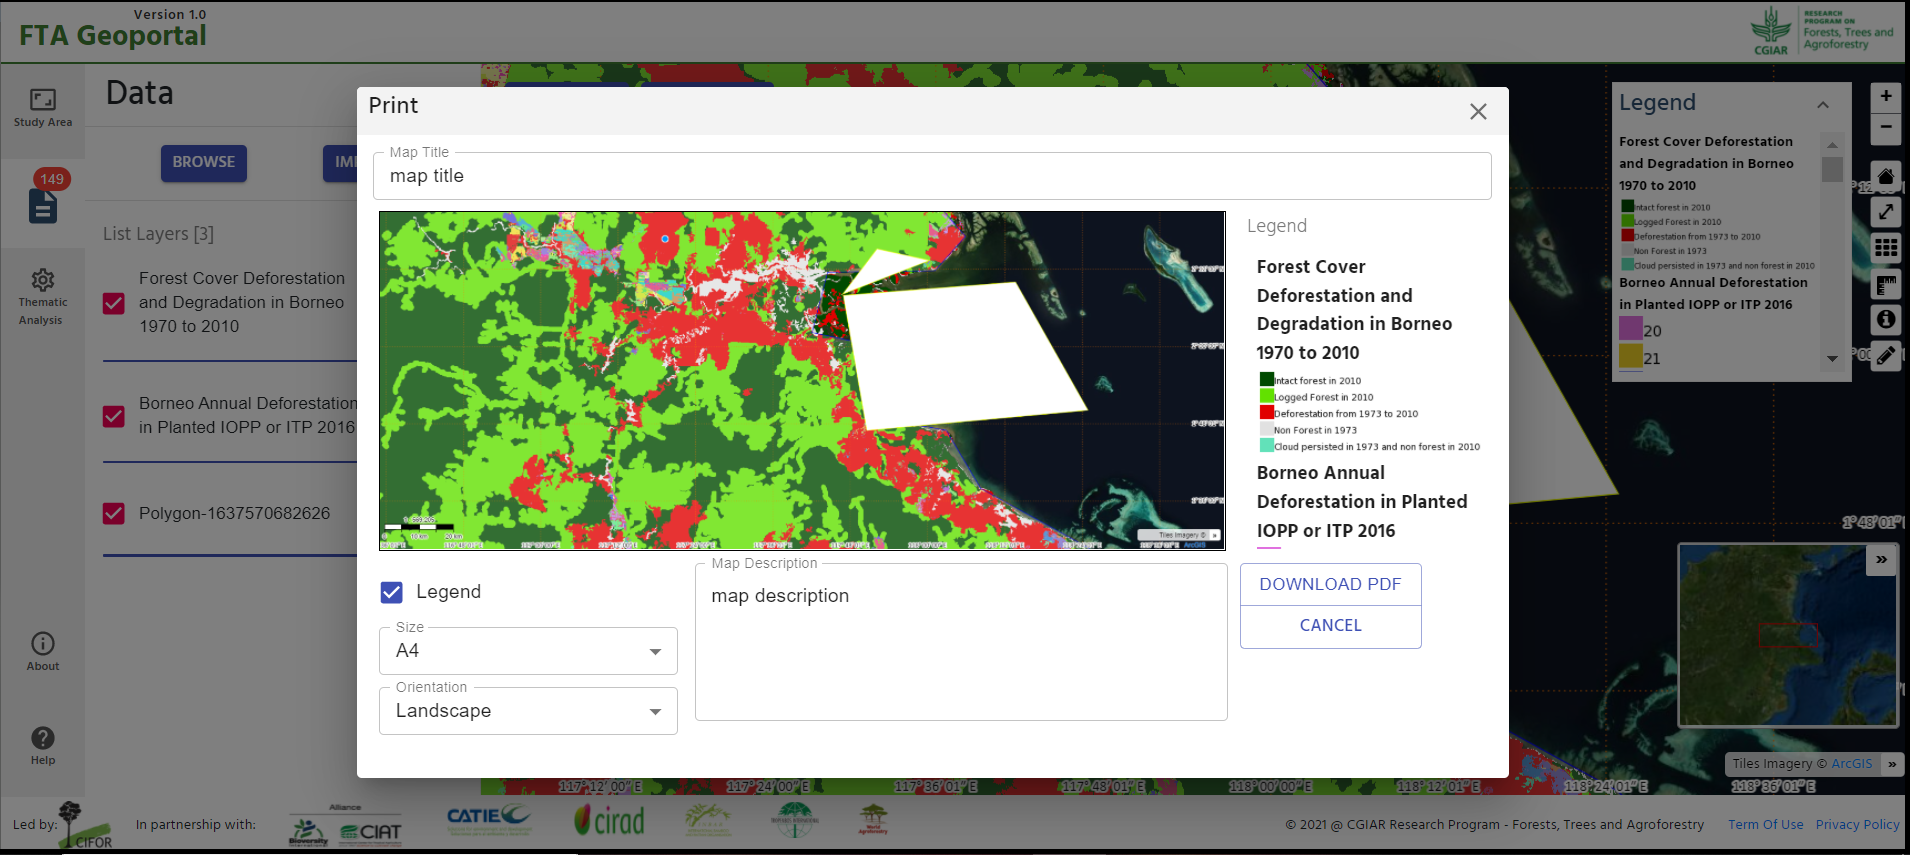 Version 1.0
FTA Geoportal
CGIAR
RESEARCH
PROGRAM ON
Forests, Trees and
Agroforestry
Study Area
149
Thematic
Analysis
About
Help
Data
BROWSE
List Layers [3]
Forest Cover Deforestation
and Degradation in Borneo
1970 to 2010
Borneo Annual Deforestation
in Planted IOPP or ITP 2016
Polygon-1637570682626
Print
Map Title
map title
10 km
20 km
Tiles Imagery ©
»
ArcGIS
Legend
Forest Cover
Deforestation and
Degradation in Borneo
1970 to 2010
Intact forest in 2010
Logged Forest in 2010
Deforestation from 1973 to 2010
Non Forest in 1973
Cloud persisted in 1973 and non forest in 2010
Borneo Annual
Deforestation in Planted
IOPP or ITP 2016
Legend
Size
A4
Orientation
Landscape
Map Description
map description
DOWNLOAD PDF
CANCEL
Legend
Forest Cover Deforestation
and Degradation in Borneo
1970 to 2010
Intact forest in 2010
Logged Forest in 2010
Deforestation from 1973 to 2010
Non Forest in 1973
Cloud persisted in 1973 and non forest in 2010
Borneo Annual Deforestation
in Planted IOPP or ITP 2016
20
21
+
−
1° 48' 01" N
»
Tiles Imagery © ArcGIS »
117° 12' 00" E
117° 24' 00" E
117° 36' 01" E
117° 48' 01" E
118° 00' 00" E
118° 12' 01" E
118° 24' 01" E
118° 36' 01" E
Led by:
CIFOR
In partnership with:
Alliance
Bioversity
CIAT
CATIE
cirad
World
Agroforestry
© 2021 @ CGIAR Research Program - Forests, Trees and Agroforestry
Term Of Use
Privacy Policy